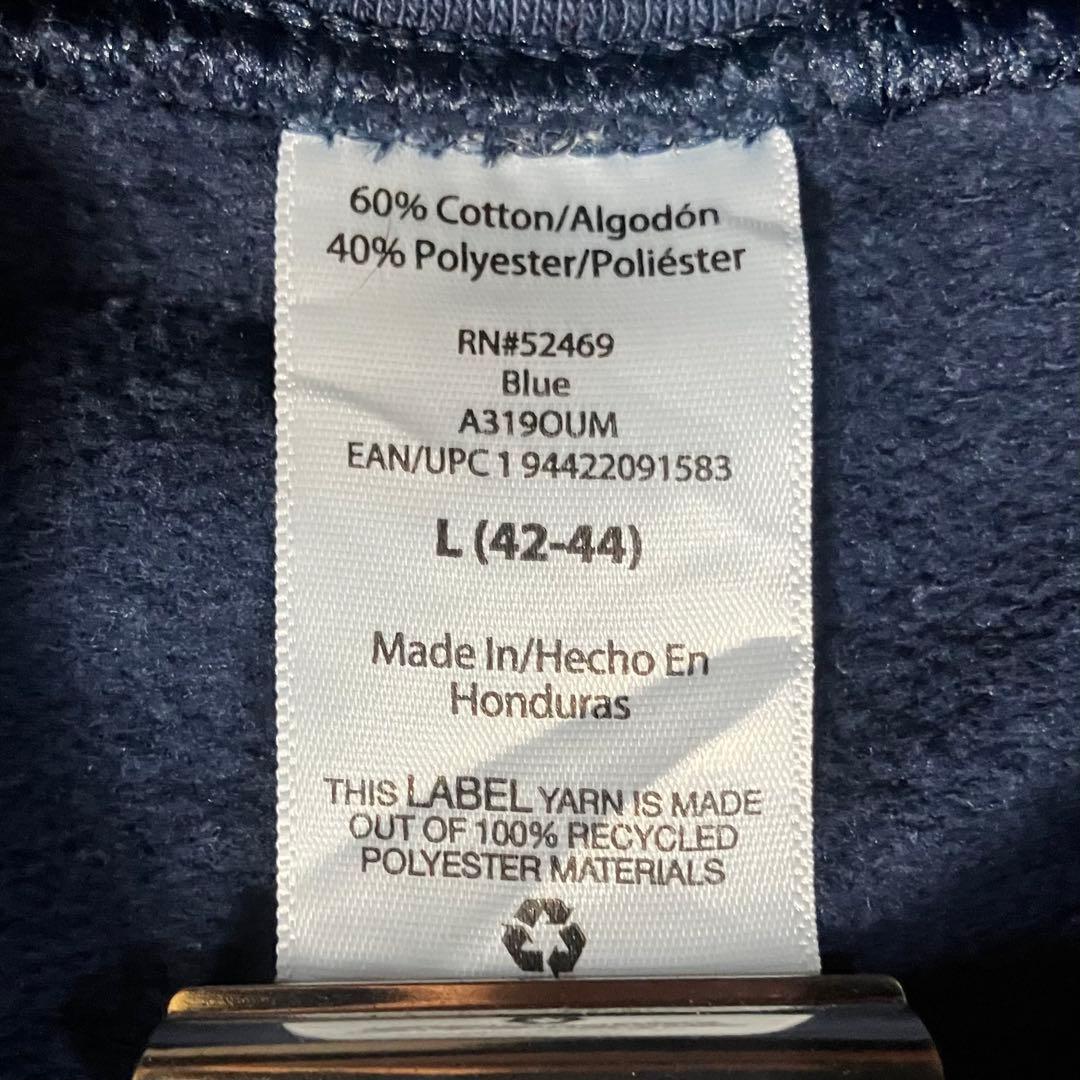 60% Cotton/Algodón
40% Polyester/Poliéster
RN#52469
Blue
A319OUM
EAN/UPC 1 94422091583
L (42-44)
Made In/Hecho En
Honduras
THIS LABEL YARN IS MADE
OUT OF 100% RECYCLED
POLYESTER MATERIALS